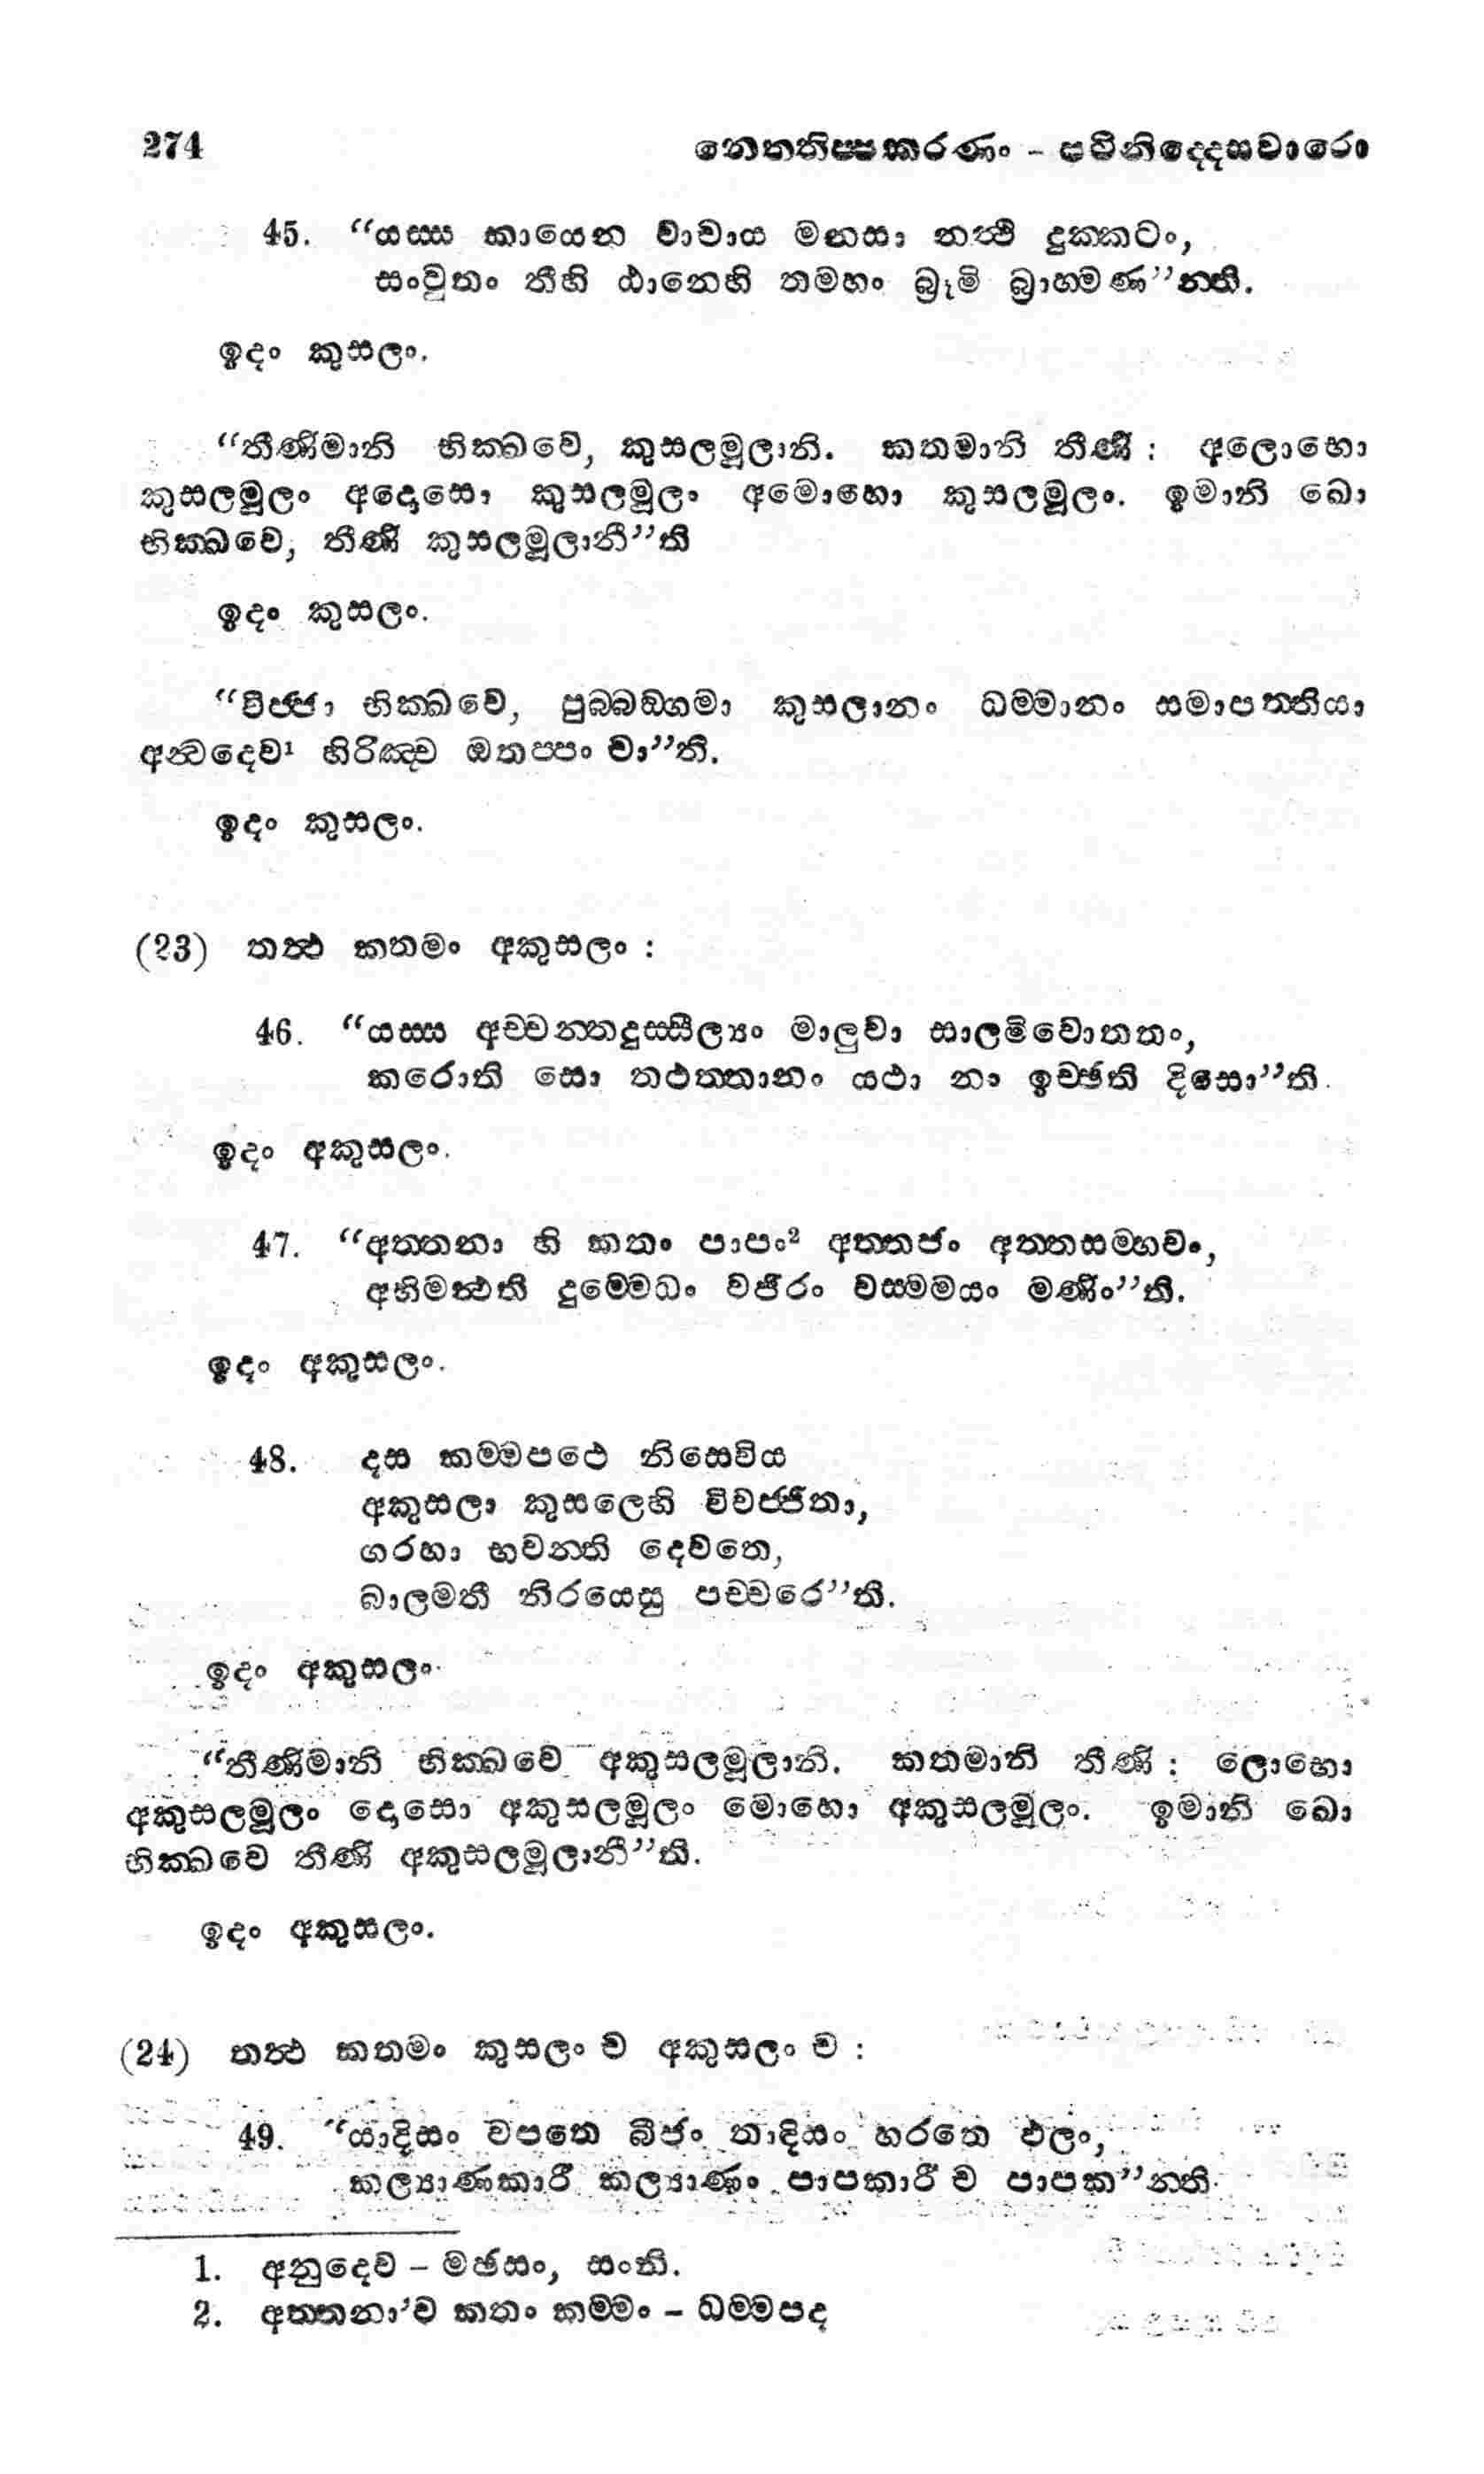 274 නෙත්තිප්පකරණං - පටිනිද්දෙසවාරො
45. “යස්ස කායෙන වාචාය මනසා නත්ථි දුක්කටං,
සංවුතං තීහි ඨානෙහි තමහං බ්‍රූමි බ්‍රාහ්මණ”න්ති.
ඉදං කුසලං.
“තීණිමානි භික්ඛවෙ, කුසලමූලානි. කතමානි තීණි : අලොභො
කුසලමූලං අදොසො කුසලමූලං අමොහො කුසලමූලං. ඉමානි ඛො
භික්ඛවෙ, තීණි කුසලමූලානී”ති
ඉදං කුසලං.
“විජ්ජා භික්ඛවෙ, පුබ්බඞ්ගමා කුසලානං ධම්මානං සමාපත්තියා
අන්වදෙව¹ හිරිඤ්ච ඔතප්පං චා”ති.
ඉදං කුසලං.
(23) තත්ථ කතමං අකුසලං :
46. “යස්ස අච්චන්තදුස්සීල්‍යං මාලුවා සාලමිවොතතං,
කරොති සො තථත්තානං යථා නං ඉච්ඡති දිසො”ති.
ඉදං අකුසලං.
47. “අත්තනා හි කතං පාපං² අත්තජං අත්තසම්භවං,
අභිමත්ථති දුම්මෙධං වජිරං වස්මමයං මණිං”ති.
ඉදං අකුසලං.
48. දස කම්මපථෙ නිසෙවිය
අකුසලා කුසලෙහි විවජ්ජිතා,
ගරහා භවන්ති දෙවතෙ,
බාලමතී නිරයෙසු පච්චරෙ”ති.
ඉදං අකුසලං.
“තීණිමානි භික්ඛවෙ අකුසලමූලානි. කතමානි තීණි : ලොභො
අකුසලමූලං දොසො අකුසලමූලං මොහො අකුසලමූලං. ඉමානි ඛො
භික්ඛවෙ තීණි අකුසලමූලානී”ති.
ඉදං අකුසලං.
(24) තත්ථ කතමං කුසලං ච අකුසලං ච :
49. “යාදිසං වපතෙ බීජං තාදිසං හරතෙ ඵලං,
කල්‍යාණකාරී කල්‍යාණං පාපකාරී ච පාපක”න්ති.
1. අනුදෙව - මඡසං, සංනි.
2. අත්තනා’ව කතං කම්මං - ධම්මපද